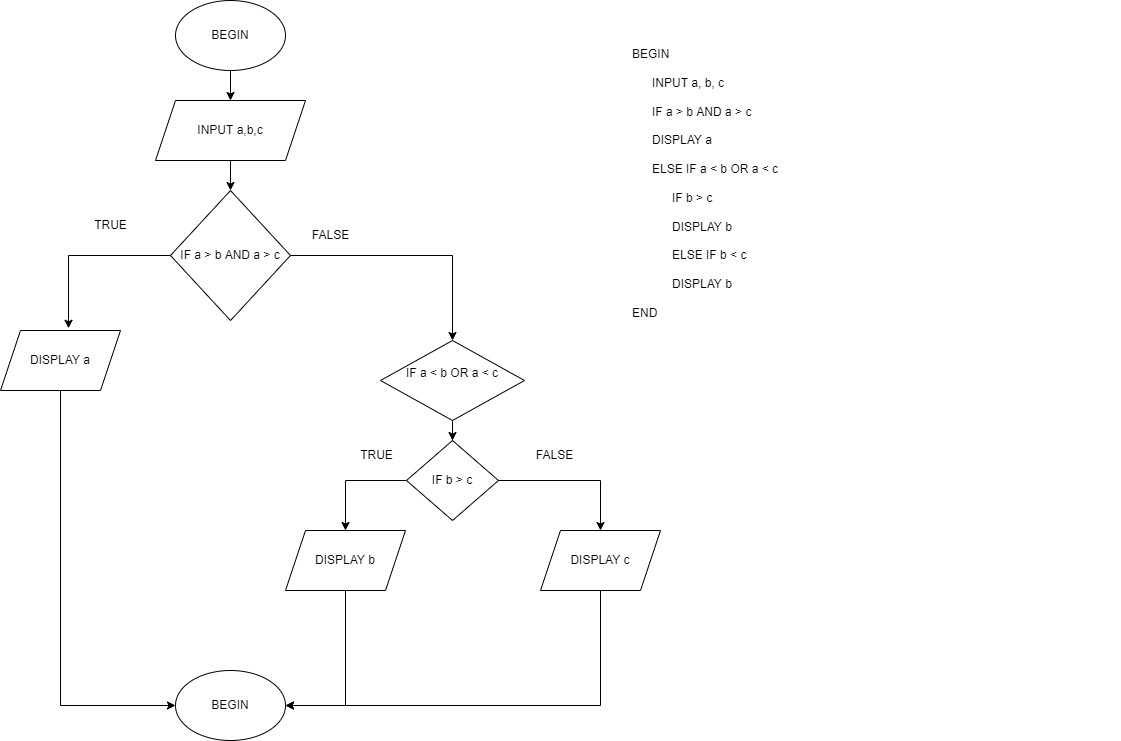 BEGIN
INPUT a,b,c
TRUE
FALSE
IF a > b AND a > c
DISPLAY a
IF a < b OR a < c
TRUE
FALSE
IF b > c
DISPLAY b
DISPLAY c
BEGIN
BEGIN
INPUT a, b, c
IF a > b AND a > c
DISPLAY a
ELSE IF a < b OR a < c
IF b > c
DISPLAY b
ELSE IF b < c
DISPLAY b
END